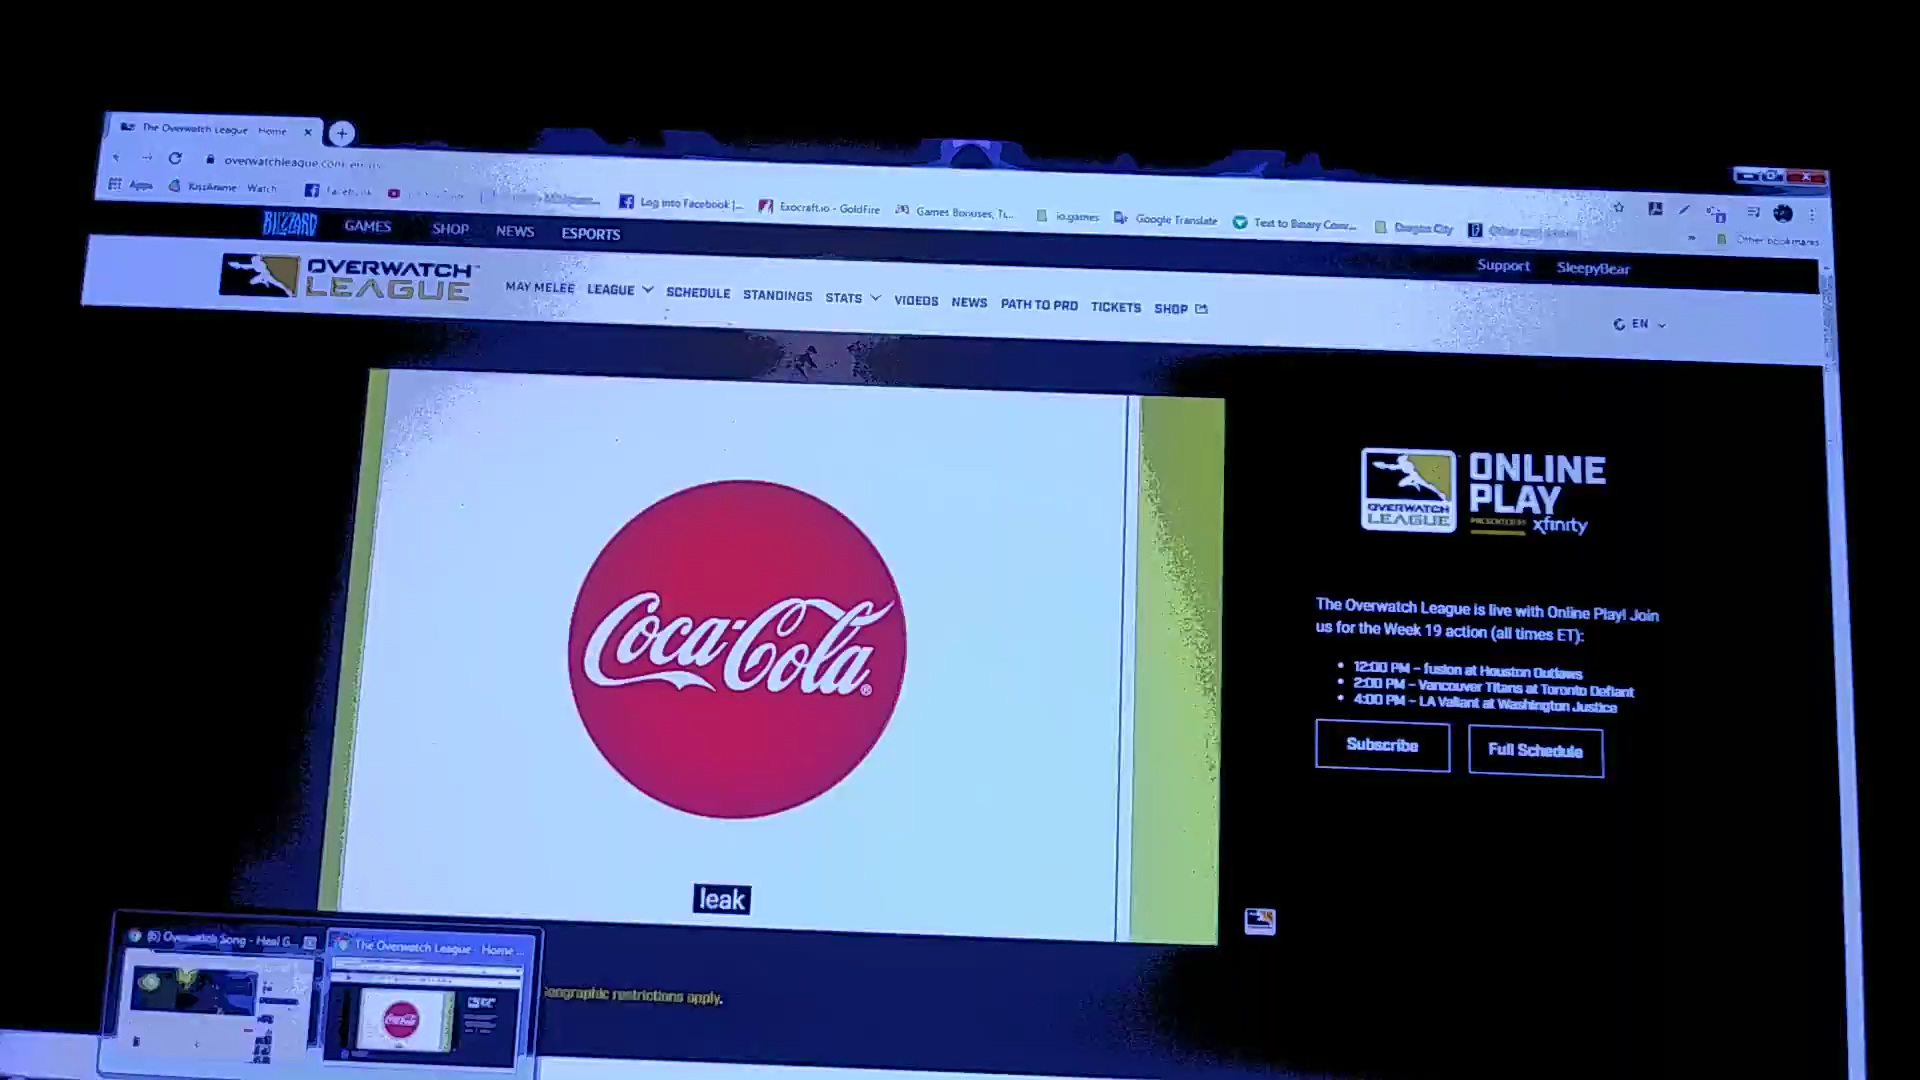 The Overwatch League Home
overwatchleague.com
Apps
KissAnime Watch
Facebook
Log into Facebook |...
Exocraft.io - GoldFire
Games Bonuses, Ti...
io.games
Google Translate
Text to Binary Conv...
Dragon City
Other bookmarks
BLIZZARD
GAMES
SHOP
NEWS
ESPORTS
Support
SleepyBear
OVERWATCH
LEAGUE
MAY MELEE
LEAGUE
SCHEDULE
STANDINGS
STATS
VIDEOS
NEWS
PATH TO PRO
TICKETS
SHOP
EN
Coca-Cola®
leak
OVERWATCH
LEAGUE
ONLINE
PLAY
PRESENTED BY xfinity
The Overwatch League is live with Online Play! Join
us for the Week 19 action (all times ET):
• 12:00 PM – fusion at Houston Outlaws
• 2:00 PM – Vancouver Titans at Toronto Defiant
• 4:00 PM – LA Valiant at Washington Justice
Subscribe
Full Schedule
Geographic restrictions apply.
(6) Overwatch Song - Heal G...
The Overwatch League - Home ...
Coca-Cola